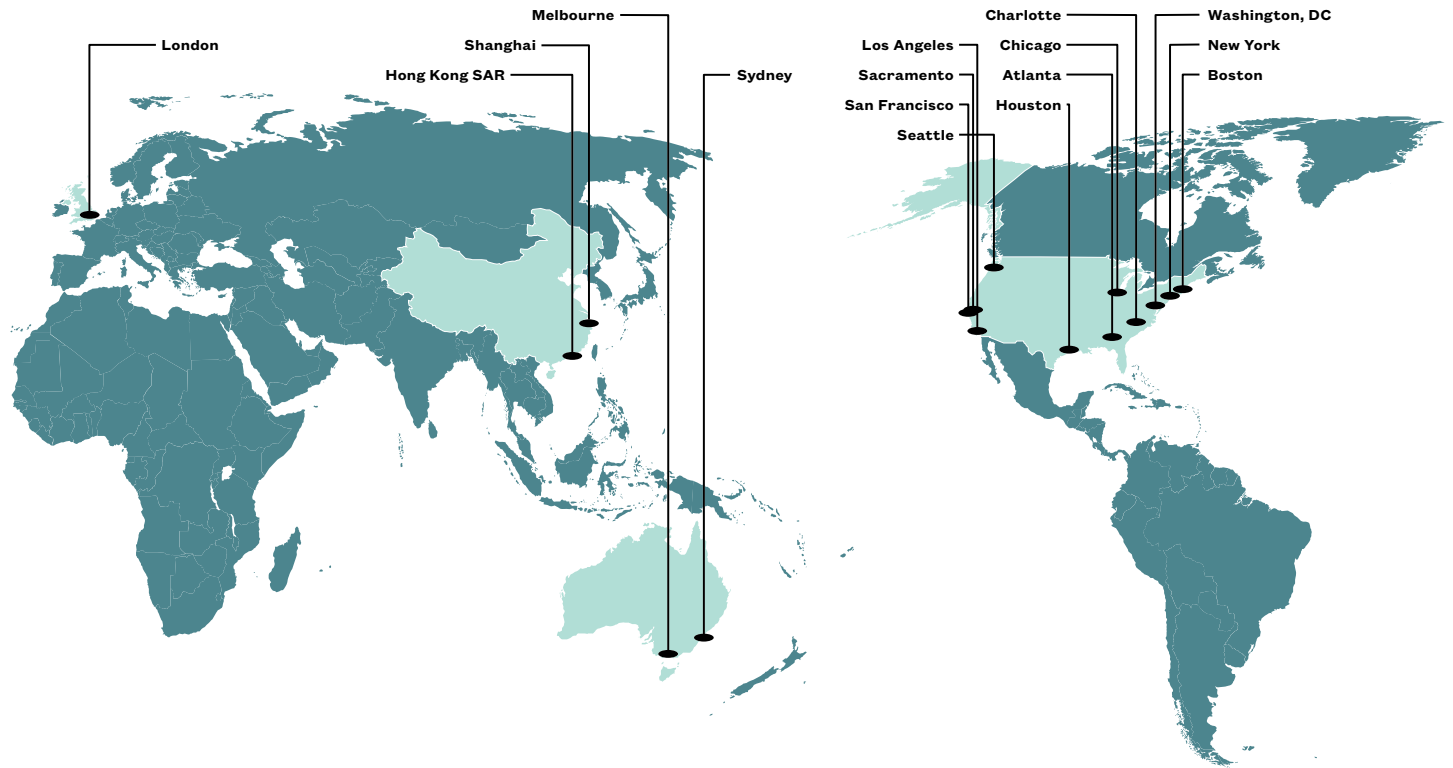 Melbourne
London
Shanghai
Hong Kong SAR
Sydney
Charlotte
Washington, DC
Los Angeles
Chicago
New York
Sacramento
Atlanta
Boston
San Francisco
Houston
Seattle